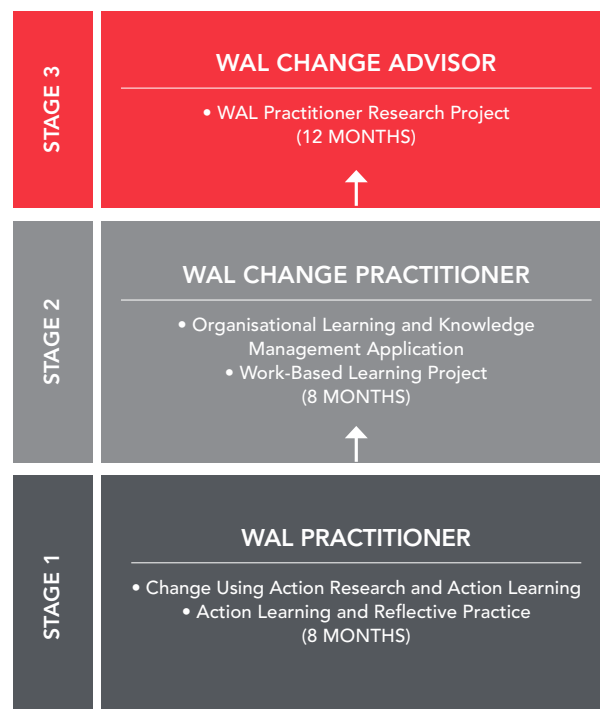 STAGE 3
WAL CHANGE ADVISOR
• WAL Practitioner Research Project
(12 MONTHS)
STAGE 2
WAL CHANGE PRACTITIONER
• Organisational Learning and Knowledge
Management Application
• Work-Based Learning Project
(8 MONTHS)
STAGE 1
WAL PRACTITIONER
• Change Using Action Research and Action Learning
• Action Learning and Reflective Practice
(8 MONTHS)